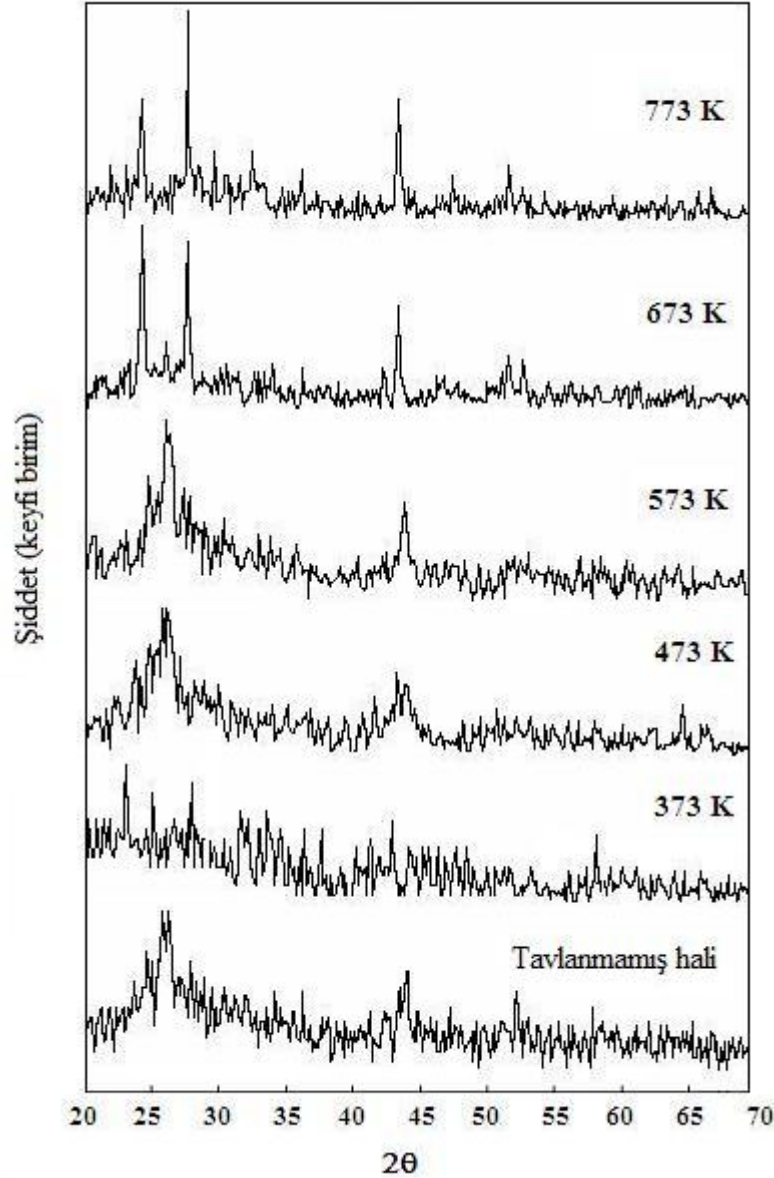 773 K
673 K
573 K
473 K
373 K
Tavlanmamış hali
Şiddet (keyfi birim)
20 25 30 35 40 45 50 55 60 65 70
2θ